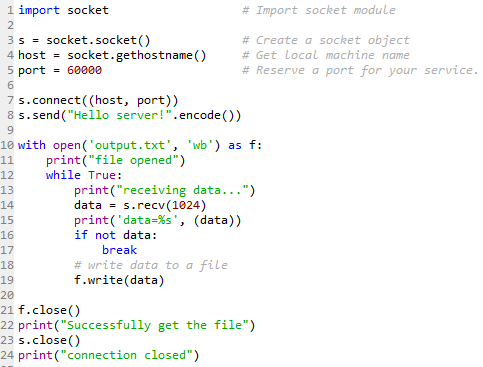 1 import socket # Import socket module
2
3 s = socket.socket() # Create a socket object
4 host = socket.gethostname() # Get local machine name
5 port = 60000 # Reserve a port for your service.
6
7 s.connect((host, port))
8 s.send("Hello server!".encode())
9
10 with open('output.txt', 'wb') as f:
11     print("file opened")
12     while True:
13         print("receiving data...")
14         data = s.recv(1024)
15         print('data=%s', (data))
16         if not data:
17             break
18         # write data to a file
19         f.write(data)
20
21 f.close()
22 print("Successfully get the file")
23 s.close()
24 print("connection closed")